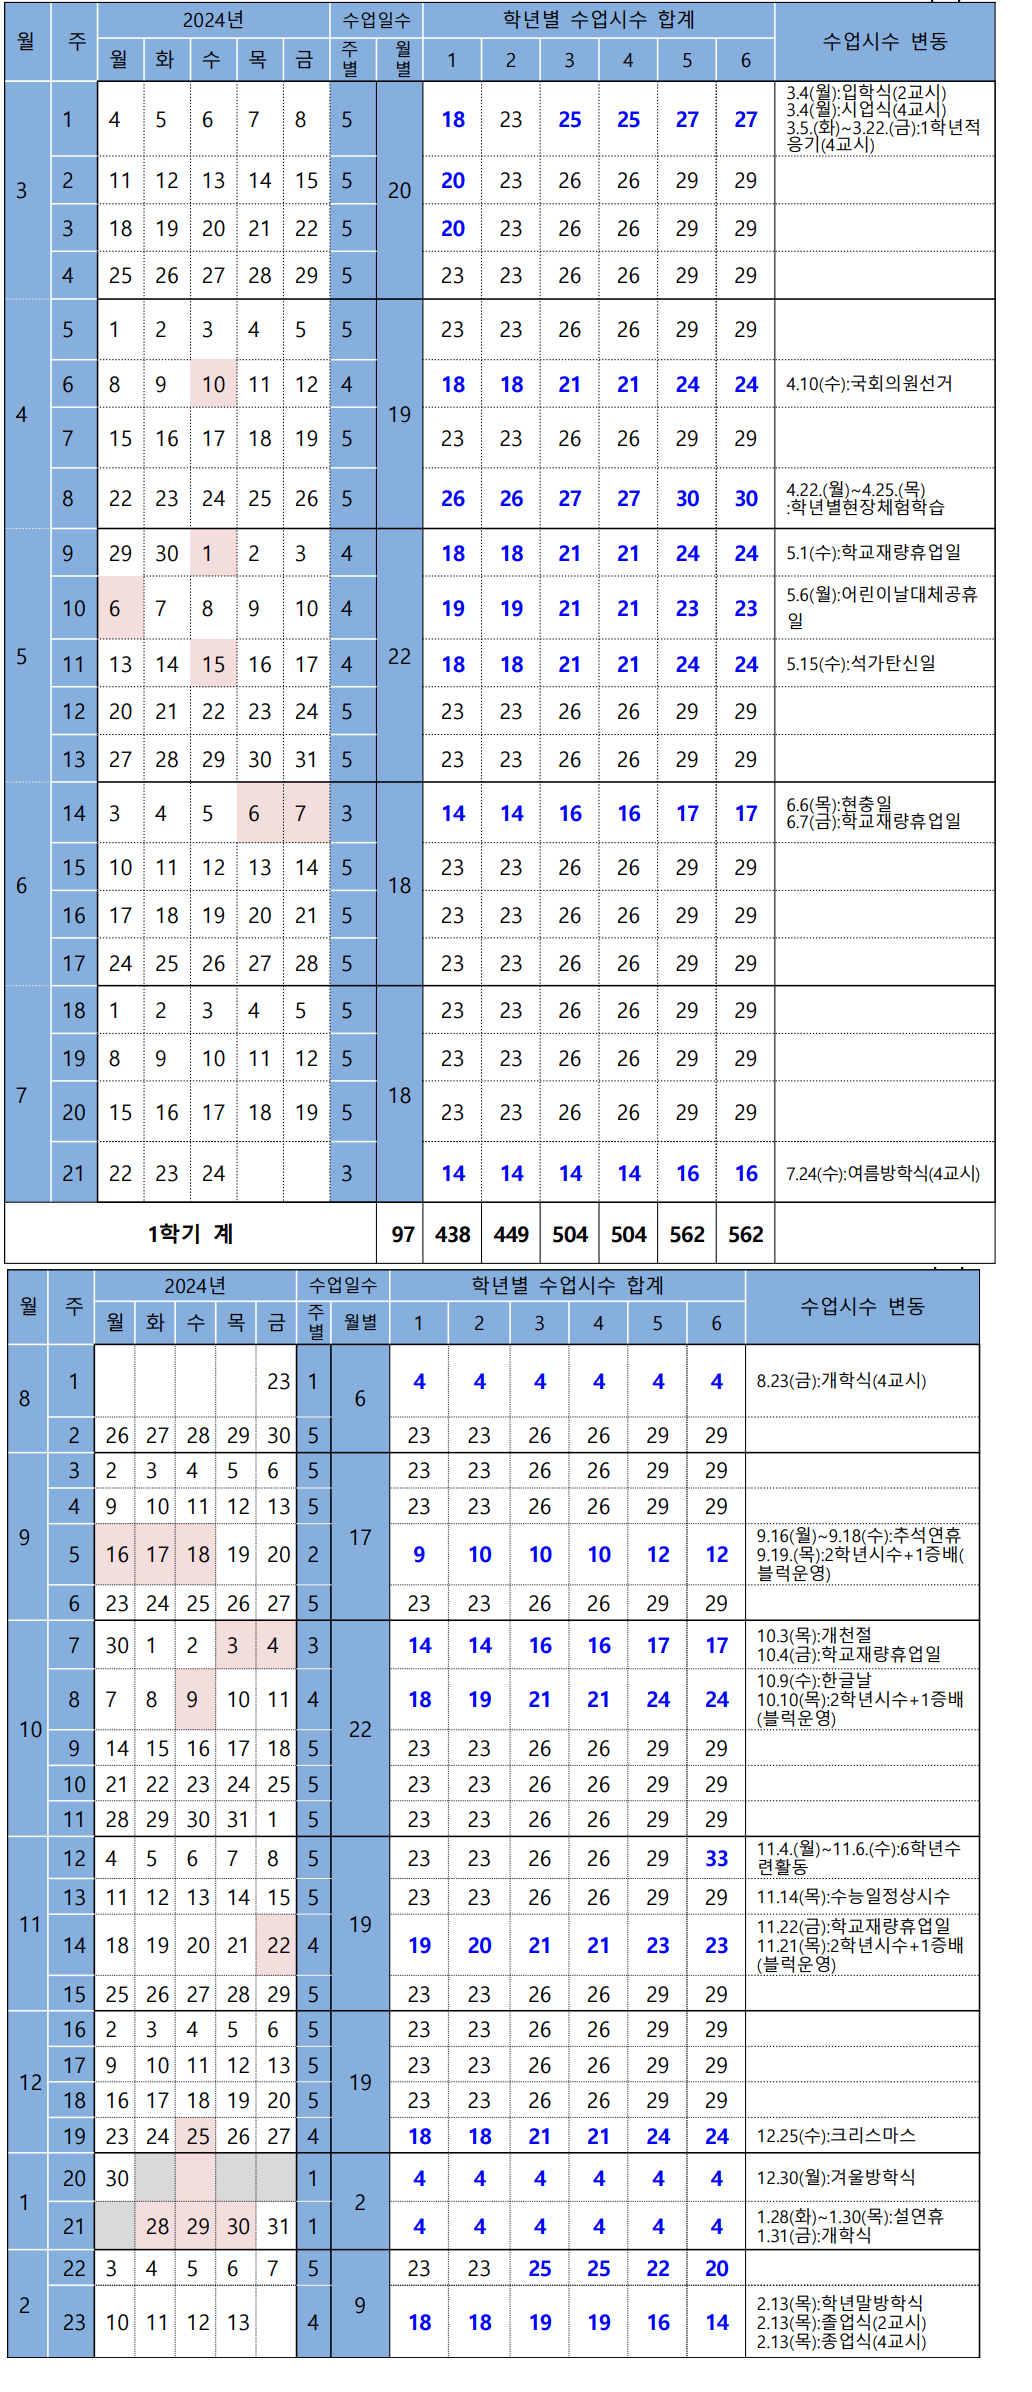 월 주 2024년 수업일수 학년별 수업시수 합계 수업시수 변동
월 화 수 목 금 주별 월별 1 2 3 4 5 6
3 20
1 4 5 6 7 8 5 18 23 25 25 27 27
3.4(월):입학식(2교시)
3.4(월):시업식(4교시)
3.5.(화)~3.22.(금):1학년적
응기(4교시)
2 11 12 13 14 15 5 20 23 26 26 29 29
3 18 19 20 21 22 5 20 23 26 26 29 29
4 25 26 27 28 29 5 23 23 26 26 29 29
4 19
5 1 2 3 4 5 5 23 23 26 26 29 29
6 8 9 10 11 12 4 18 18 21 21 24 24 4.10(수):국회의원선거
7 15 16 17 18 19 5 23 23 26 26 29 29
8 22 23 24 25 26 5 26 26 27 27 30 30
4.22.(월)~4.25.(목)
:학년별현장체험학습
5 22
9 29 30 1 2 3 4 18 18 21 21 24 24 5.1(수):학교재량휴업일
10 6 7 8 9 10 4 19 19 21 21 23 23
5.6(월):어린이날대체공휴
일
11 13 14 15 16 17 4 18 18 21 21 24 24 5.15(수):석가탄신일
12 20 21 22 23 24 5 23 23 26 26 29 29
13 27 28 29 30 31 5 23 23 26 26 29 29
6 18
14 3 4 5 6 7 3 14 14 16 16 17 17
6.6(목):현충일
6.7(금):학교재량휴업일
15 10 11 12 13 14 5 23 23 26 26 29 29
16 17 18 19 20 21 5 23 23 26 26 29 29
17 24 25 26 27 28 5 23 23 26 26 29 29
7 18
18 1 2 3 4 5 5 23 23 26 26 29 29
19 8 9 10 11 12 5 23 23 26 26 29 29
20 15 16 17 18 19 5 23 23 26 26 29 29
21 22 23 24 3 14 14 14 14 16 16 7.24(수):여름방학식(4교시)
1학기 계 97 438 449 504 504 562 562
월 주 2024년 수업일수 학년별 수업시수 합계 수업시수 변동
월 화 수 목 금 주별 월별 1 2 3 4 5 6
8 6
1 23 1 4 4 4 4 4 4 8.23(금):개학식(4교시)
2 26 27 28 29 30 5 23 23 26 26 29 29
9 17
3 2 3 4 5 6 5 23 23 26 26 29 29
4 9 10 11 12 13 5 23 23 26 26 29 29
5 16 17 18 19 20 2 9 10 10 10 12 12
9.16(월)~9.18(수):추석연휴
9.19.(목):2학년시수+1증배(
블럭운영)
6 23 24 25 26 27 5 23 23 26 26 29 29
10 22
7 30 1 2 3 4 3 14 14 16 16 17 17
10.3(목):개천절
10.4(금):학교재량휴업일
8 7 8 9 10 11 4 18 19 21 21 24 24
10.9(수):한글날
10.10(목):2학년시수+1증배
(블럭운영)
9 14 15 16 17 18 5 23 23 26 26 29 29
10 21 22 23 24 25 5 23 23 26 26 29 29
11 28 29 30 31 1 5 23 23 26 26 29 29
11 19
12 4 5 6 7 8 5 23 23 26 26 29 33
11.4.(월)~11.6.(수):6학년수
련활동
13 11 12 13 14 15 5 23 23 26 26 29 29 11.14(목):수능일정상시수
14 18 19 20 21 22 4 19 20 21 21 23 23
11.22(금):학교재량휴업일
11.21(목):2학년시수+1증배
(블럭운영)
15 25 26 27 28 29 5 23 23 26 26 29 29
12 19
16 2 3 4 5 6 5 23 23 26 26 29 29
17 9 10 11 12 13 5 23 23 26 26 29 29
18 16 17 18 19 20 5 23 23 26 26 29 29
19 23 24 25 26 27 4 18 18 21 21 24 24 12.25(수):크리스마스
1 2
20 30 1 4 4 4 4 4 4 12.30(월):겨울방학식
21 28 29 30 31 1 4 4 4 4 4 4
1.28(화)~1.30(목):설연휴
1.31(금):개학식
2 9
22 3 4 5 6 7 5 23 23 25 25 22 20
23 10 11 12 13 4 18 18 19 19 16 14
2.13(목):학년말방학식
2.13(목):졸업식(2교시)
2.13(목):종업식(4교시)